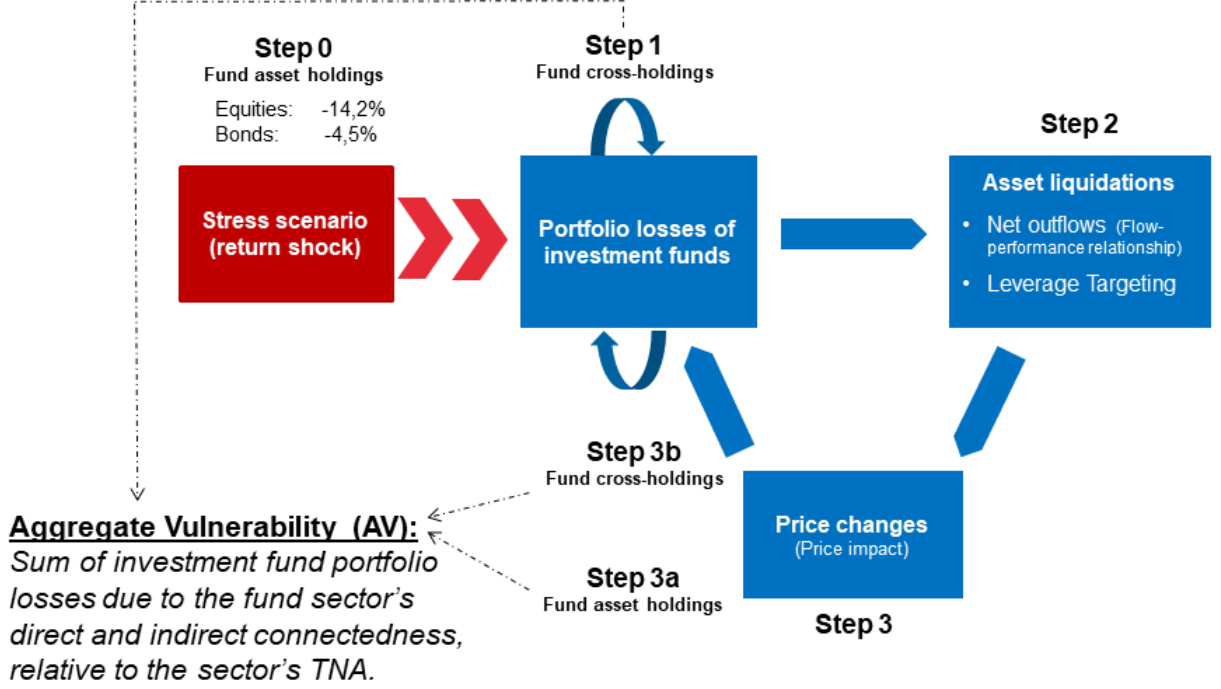 Step 0
Fund asset holdings
Equities: -14,2%
Bonds: -4,5%
Stress scenario
(return shock)
Step 1
Fund cross-holdings
Portfolio losses of
investment funds
Step 2
Asset liquidations
• Net outflows (Flow-
performance relationship)
• Leverage Targeting
Step 3b
Fund cross-holdings
Step 3a
Fund asset holdings
Price changes
(Price impact)
Step 3
Aggregate Vulnerability (AV):
Sum of investment fund portfolio
losses due to the fund sector's
direct and indirect connectedness,
relative to the sector's TNA.